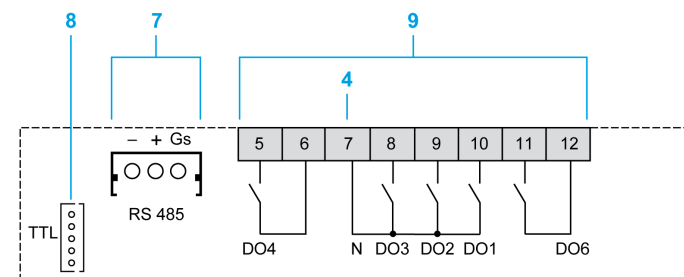 8 7 9
4
– + Gs
5 6 7 8 9 10 11 12
RS 485
TTL
DO4 N DO3 DO2 DO1 DO6